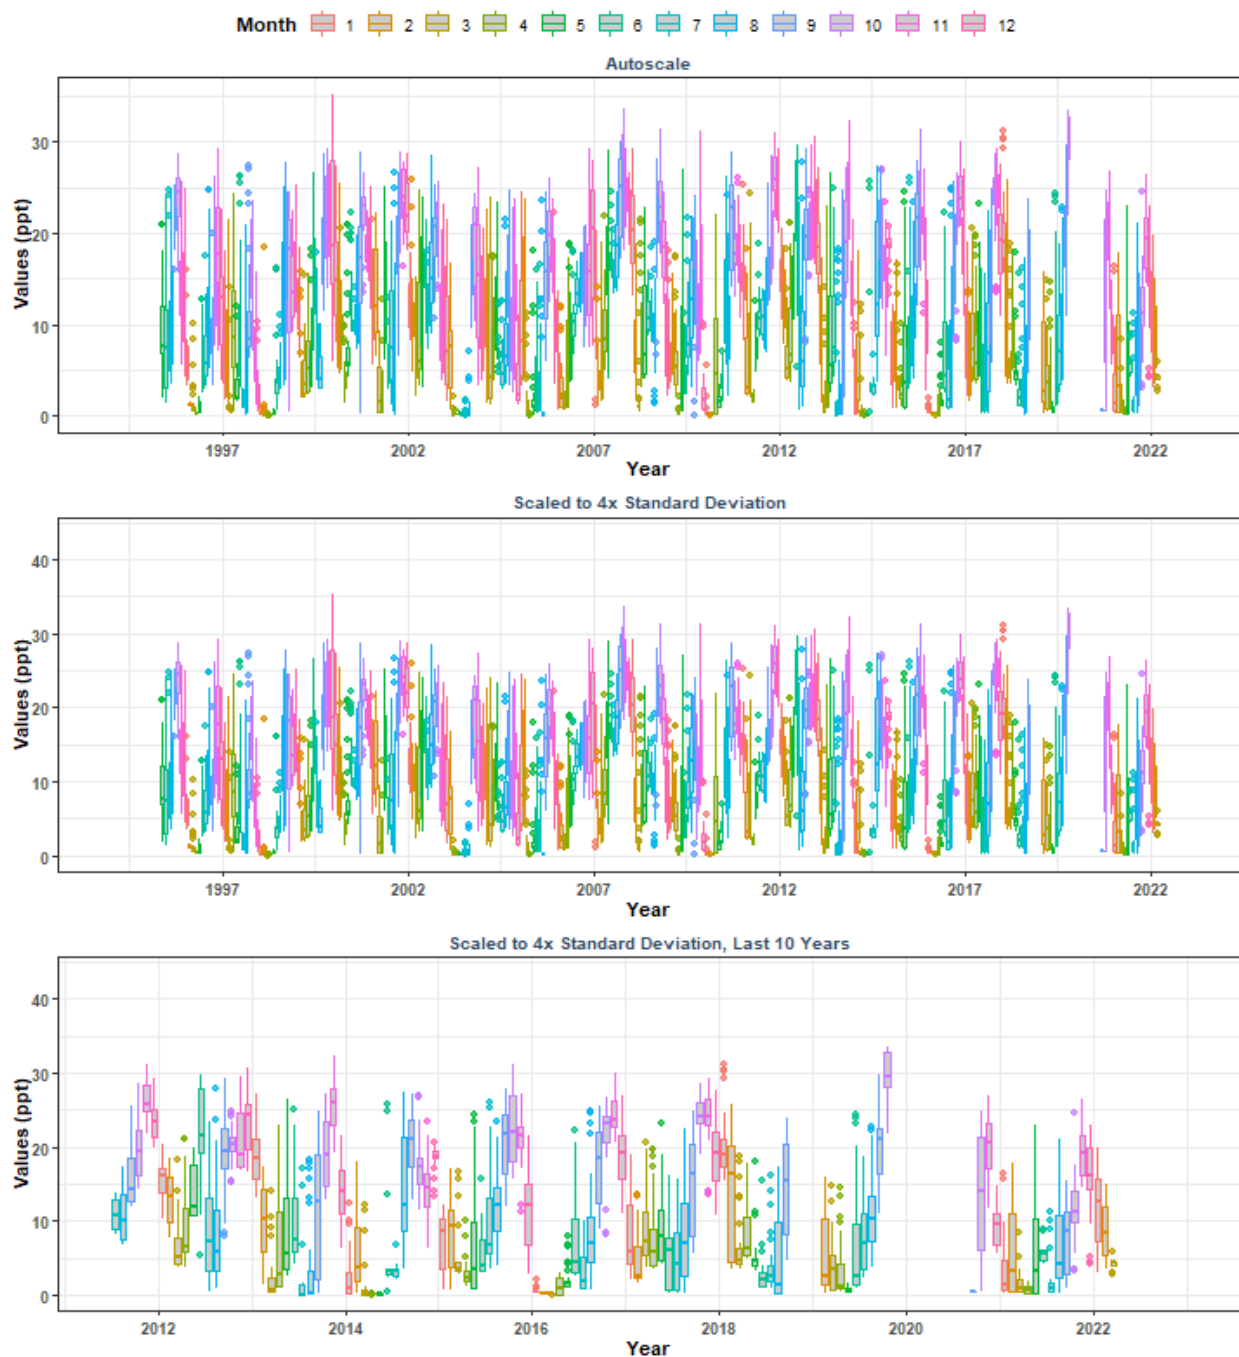 Month 1 2 3 4 5 6 7 8 9 10 11 12
Autoscale
Values (ppt)
30
20
10
0
1997 2002 2007 2012 2017 2022
Year
Scaled to 4x Standard Deviation
Values (ppt)
40
30
20
10
0
1997 2002 2007 2012 2017 2022
Year
Scaled to 4x Standard Deviation, Last 10 Years
Values (ppt)
40
30
20
10
0
2012 2014 2016 2018 2020 2022
Year